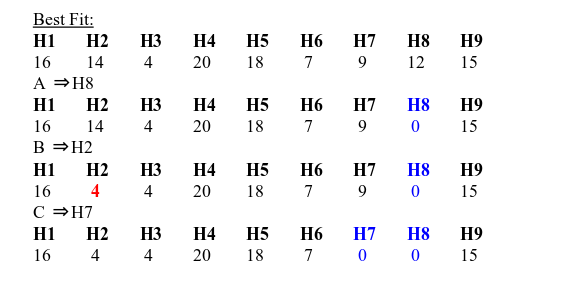 Best Fit:
H1 H2 H3 H4 H5 H6 H7 H8 H9
16 14 4 20 18 7 9 12 15
A ⇒H8
H1 H2 H3 H4 H5 H6 H7 H8 H9
16 14 4 20 18 7 9 0 15
B ⇒H2
H1 H2 H3 H4 H5 H6 H7 H8 H9
16 4 4 20 18 7 9 0 15
C ⇒H7
H1 H2 H3 H4 H5 H6 H7 H8 H9
16 4 4 20 18 7 0 0 15